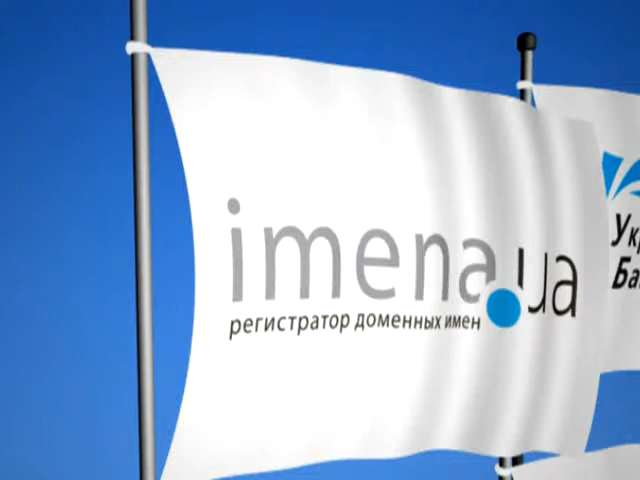 imena.ua
регистратор доменных имен